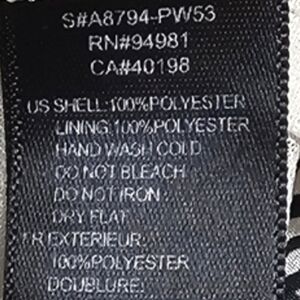 S#A8794-PW53
RN#94981
CA#40198
US SHELL:100%POLYESTER
LINING:100%POLYESTER
HAND WASH COLD
DO NOT BLEACH
DO NOT IRON
DRY FLAT
FR EXTERIEUR:
100%POLYESTER
DOUBLURE: